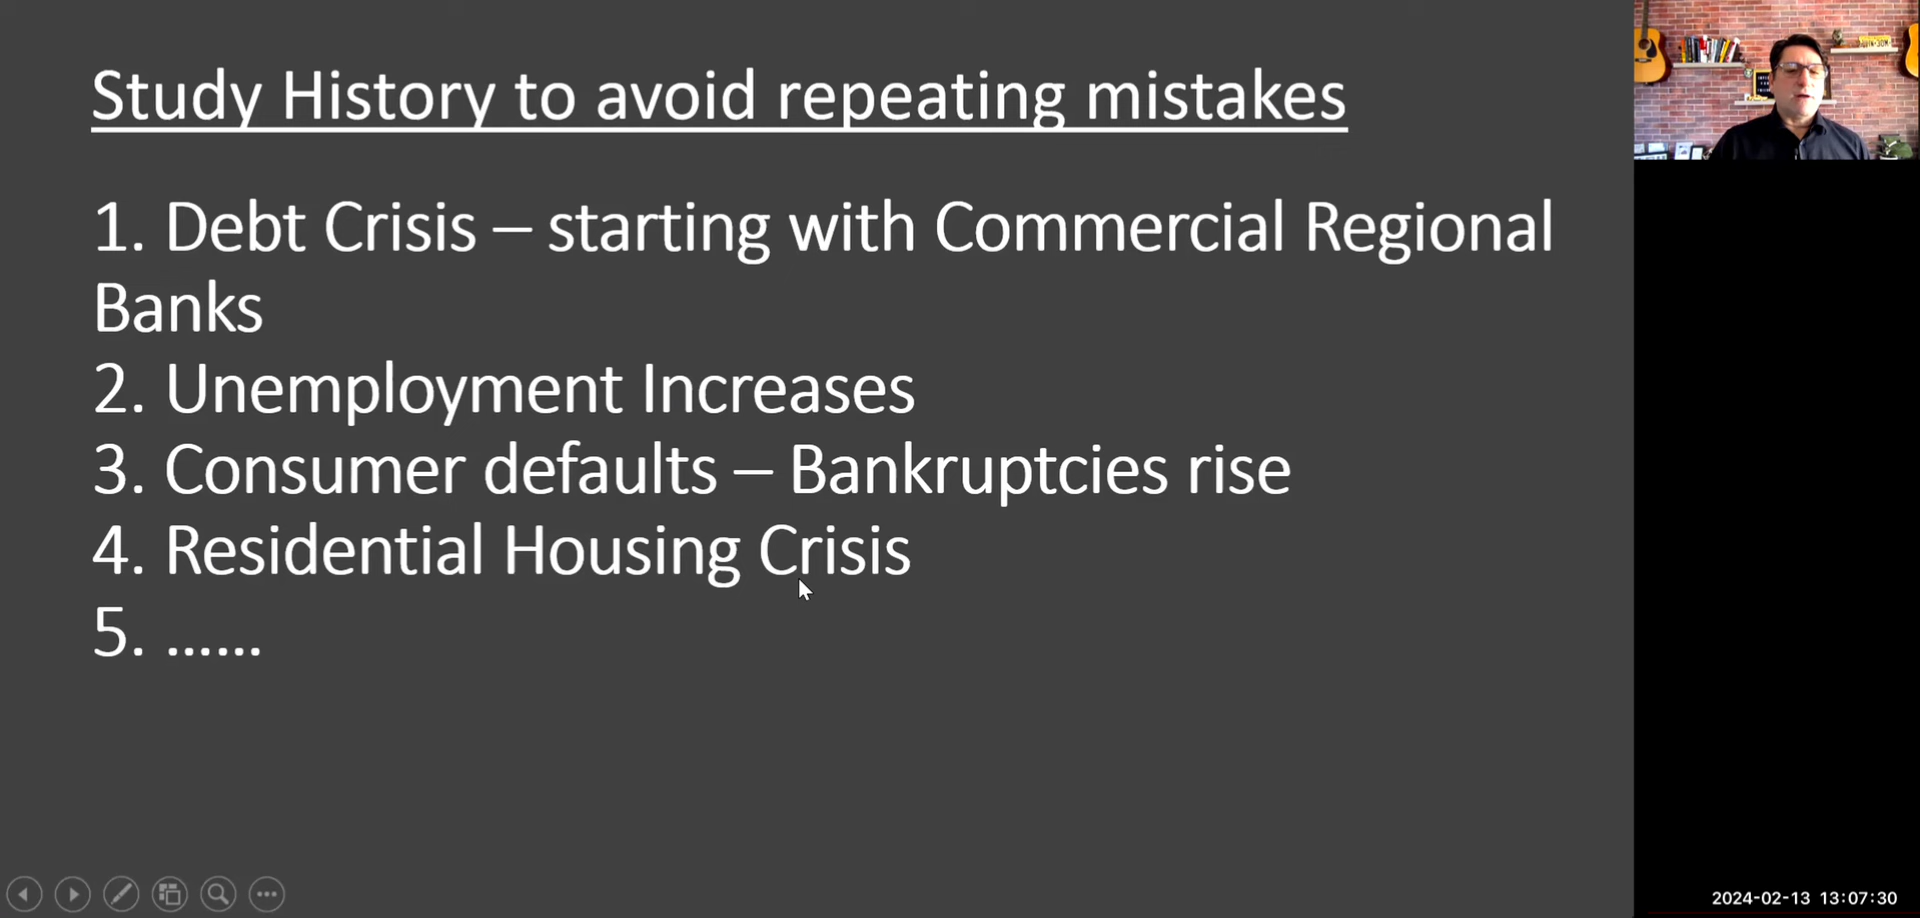 Study History to avoid repeating mistakes
1. Debt Crisis – starting with Commercial Regional
Banks
2. Unemployment Increases
3. Consumer defaults – Bankruptcies rise
4. Residential Housing Crisis
5. ......
2024-02-13 13:07:30